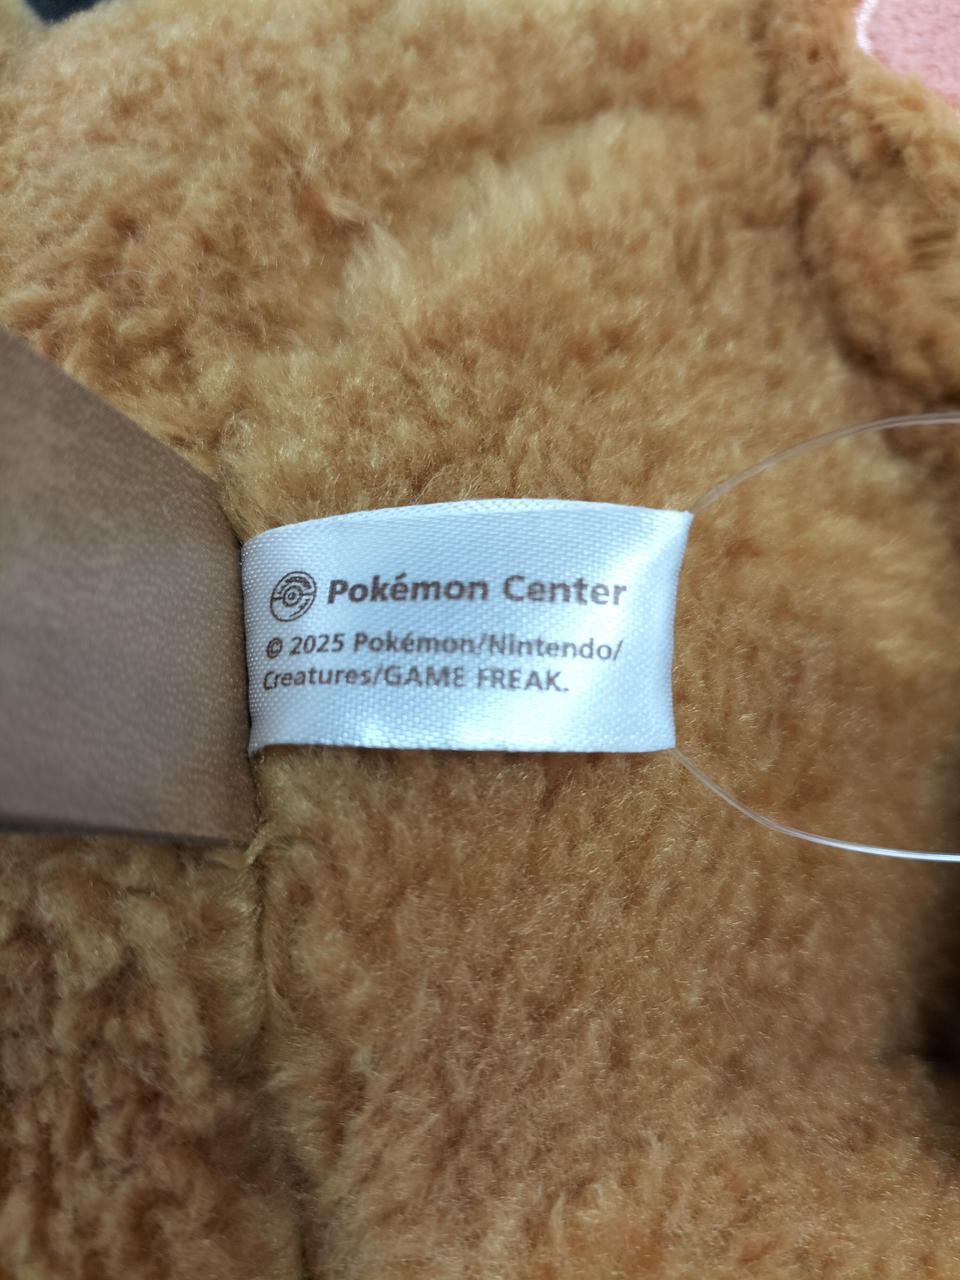 Pokémon Center
© 2025 Pokémon/Nintendo/
Creatures/GAME FREAK.